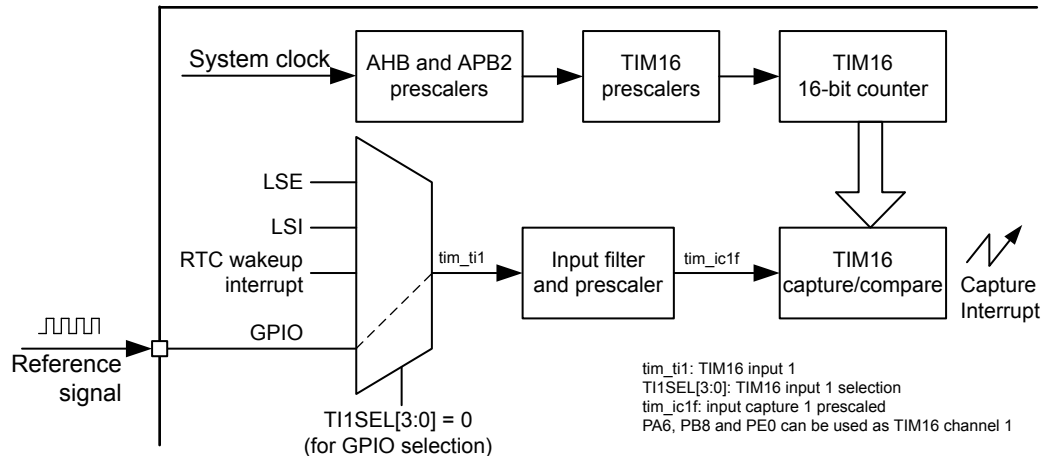 System clock
AHB and APB2
prescalers
TIM16
prescalers
TIM16
16-bit counter
LSE
LSI
RTC wakeup
interrupt
GPIO
tim_ti1
Input filter
and prescaler
tim_ic1f
TIM16
capture/compare
Capture
Interrupt
Reference
signal
TI1SEL[3:0] = 0
(for GPIO selection)
tim_ti1: TIM16 input 1
TI1SEL[3:0]: TIM16 input 1 selection
tim_ic1f: input capture 1 prescaled
PA6, PB8 and PE0 can be used as TIM16 channel 1